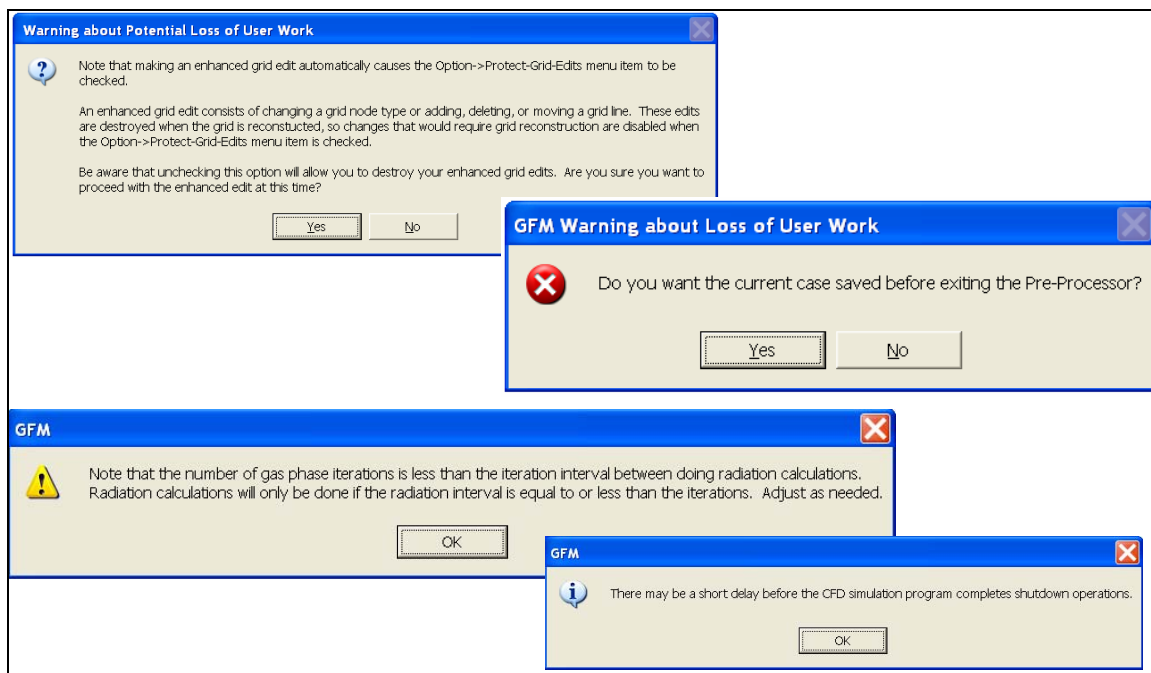 Warning about Potential Loss of User Work
Note that making an enhanced grid edit automatically causes the Option->Protect-Grid-Edits menu item to be
checked.
An enhanced grid edit consists of changing a grid node type or adding, deleting, or moving a grid line. These edits
are destroyed when the grid is reconstucted, so changes that would require grid reconstruction are disabled when
the Option->Protect-Grid-Edits menu item is checked.
Be aware that unchecking this option will allow you to destroy your enhanced grid edits. Are you sure you want to
proceed with the enhanced edit at this time?
Yes No
GFM Warning about Loss of User Work
Do you want the current case saved before exiting the Pre-Processor?
Yes No
GFM
Note that the number of gas phase iterations is less than the iteration interval between doing radiation calculations.
Radiation calculations will only be done if the radiation interval is equal to or less than the iterations. Adjust as needed.
OK
GFM
There may be a short delay before the CFD simulation program completes shutdown operations.
OK